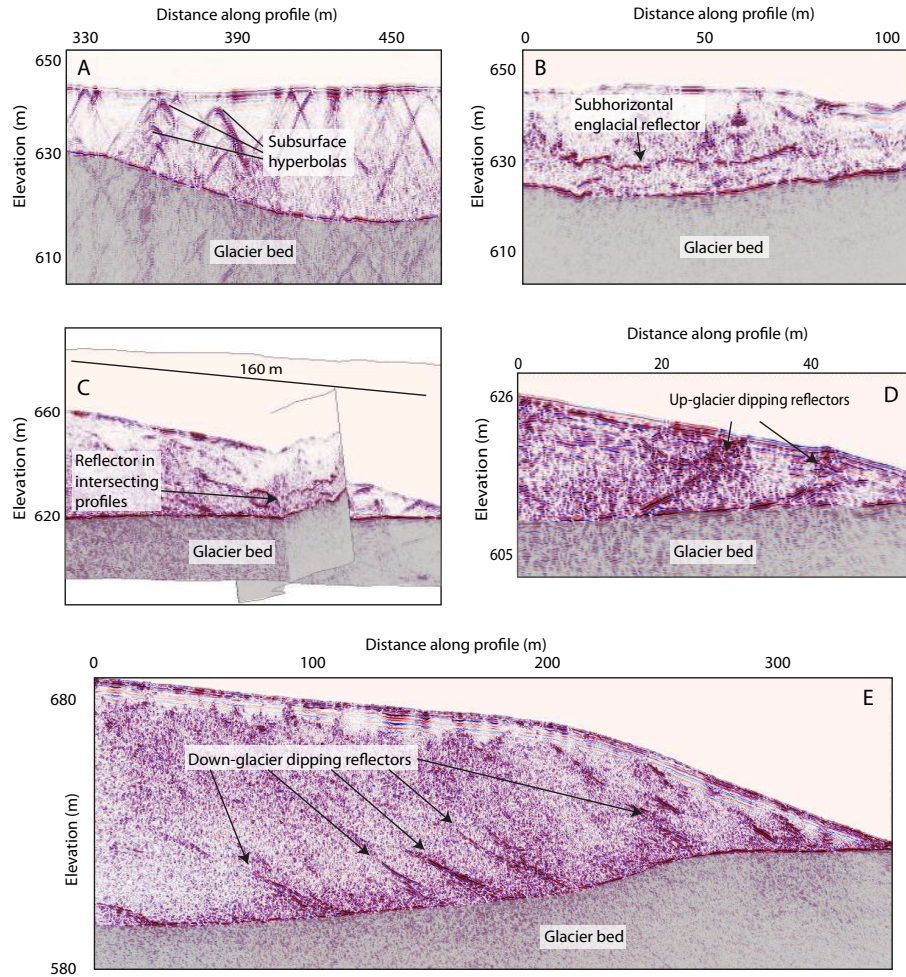 Distance along profile (m)
330 390 450
A
650
630
610
Elevation (m)
Subsurface
hyperbolas
Glacier bed
Distance along profile (m)
0 50 100
B
650
630
610
Elevation (m)
Subhorizontal
englacial reflector
Glacier bed
C
160 m
660
620
Elevation (m)
Reflector in
intersecting
profiles
Glacier bed
Distance along profile (m)
0 20 40
D
626
605
Elevation (m)
Up-glacier dipping reflectors
Glacier bed
Distance along profile (m)
0 100 200 300
E
680
580
Elevation (m)
Down-glacier dipping reflectors
Glacier bed